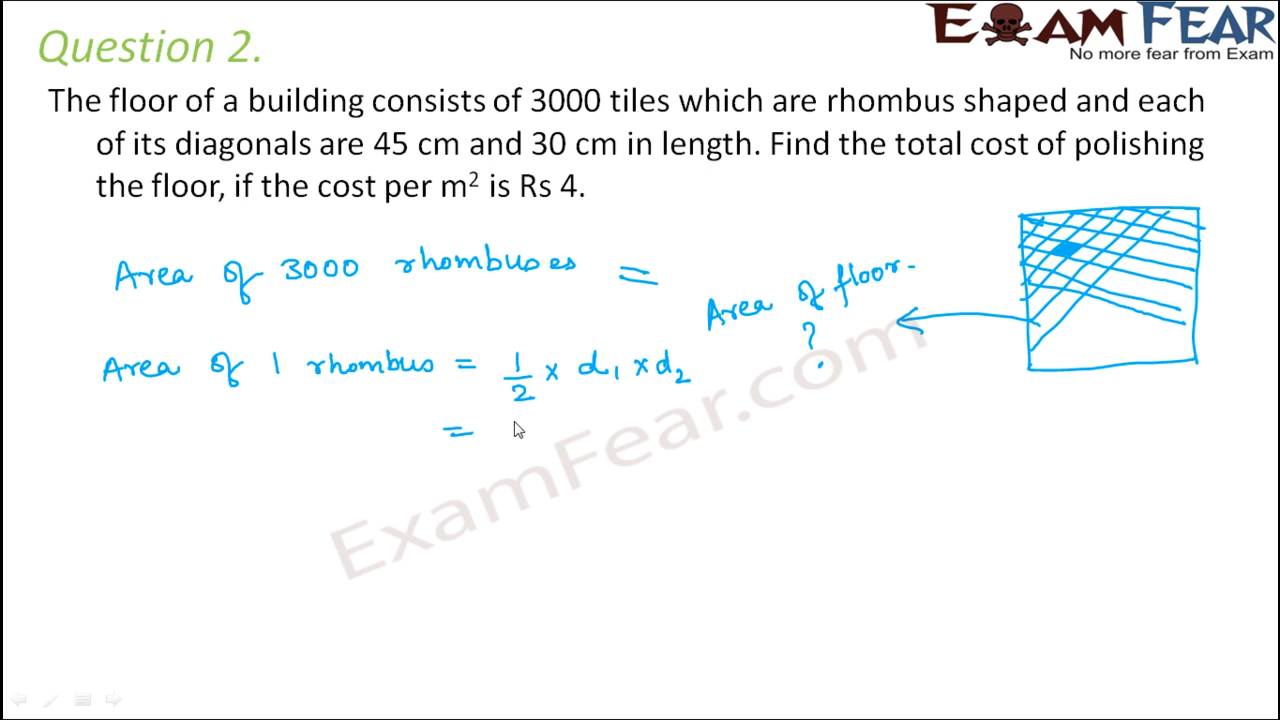 Question 2.
EXAM FEAR
No more fear from Exam
The floor of a building consists of 3000 tiles which are rhombus shaped and each
of its diagonals are 45 cm and 30 cm in length. Find the total cost of polishing
the floor, if the cost per m² is Rs 4.
Area of 3000 rhombuses =
Area of floor.
?
Area of 1 rhombus = 1/2 x d₁ x d₂
=
ExamFear.com